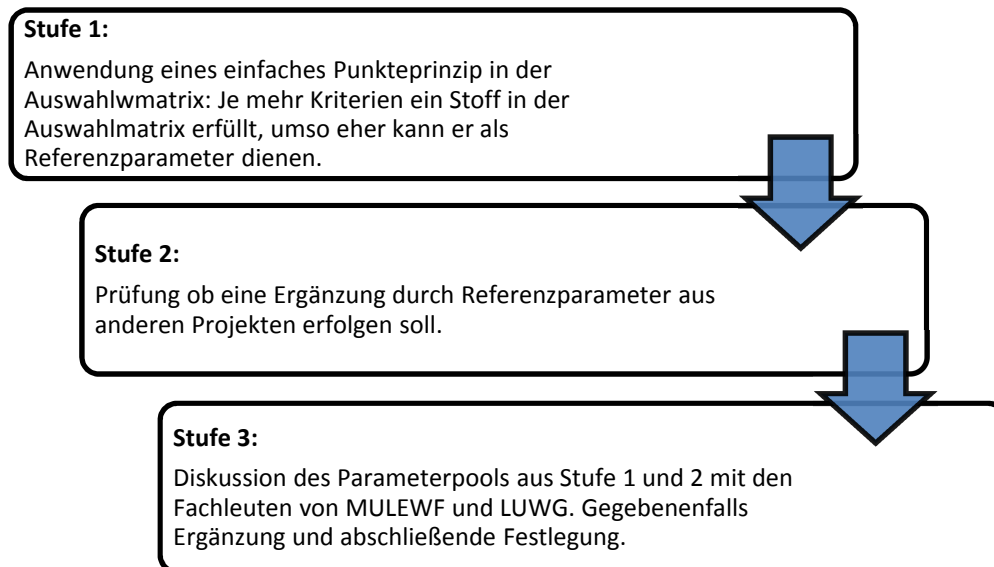 Stufe 1:
Anwendung eines einfaches Punkteprinzip in der
Auswahlwmatrix: Je mehr Kriterien ein Stoff in der
Auswahlmatrix erfüllt, umso eher kann er als
Referenzparameter dienen.
Stufe 2:
Prüfung ob eine Ergänzung durch Referenzparameter aus
anderen Projekten erfolgen soll.
Stufe 3:
Diskussion des Parameterpools aus Stufe 1 und 2 mit den
Fachleuten von MULEWF und LUWG. Gegebenenfalls
Ergänzung und abschließende Festlegung.